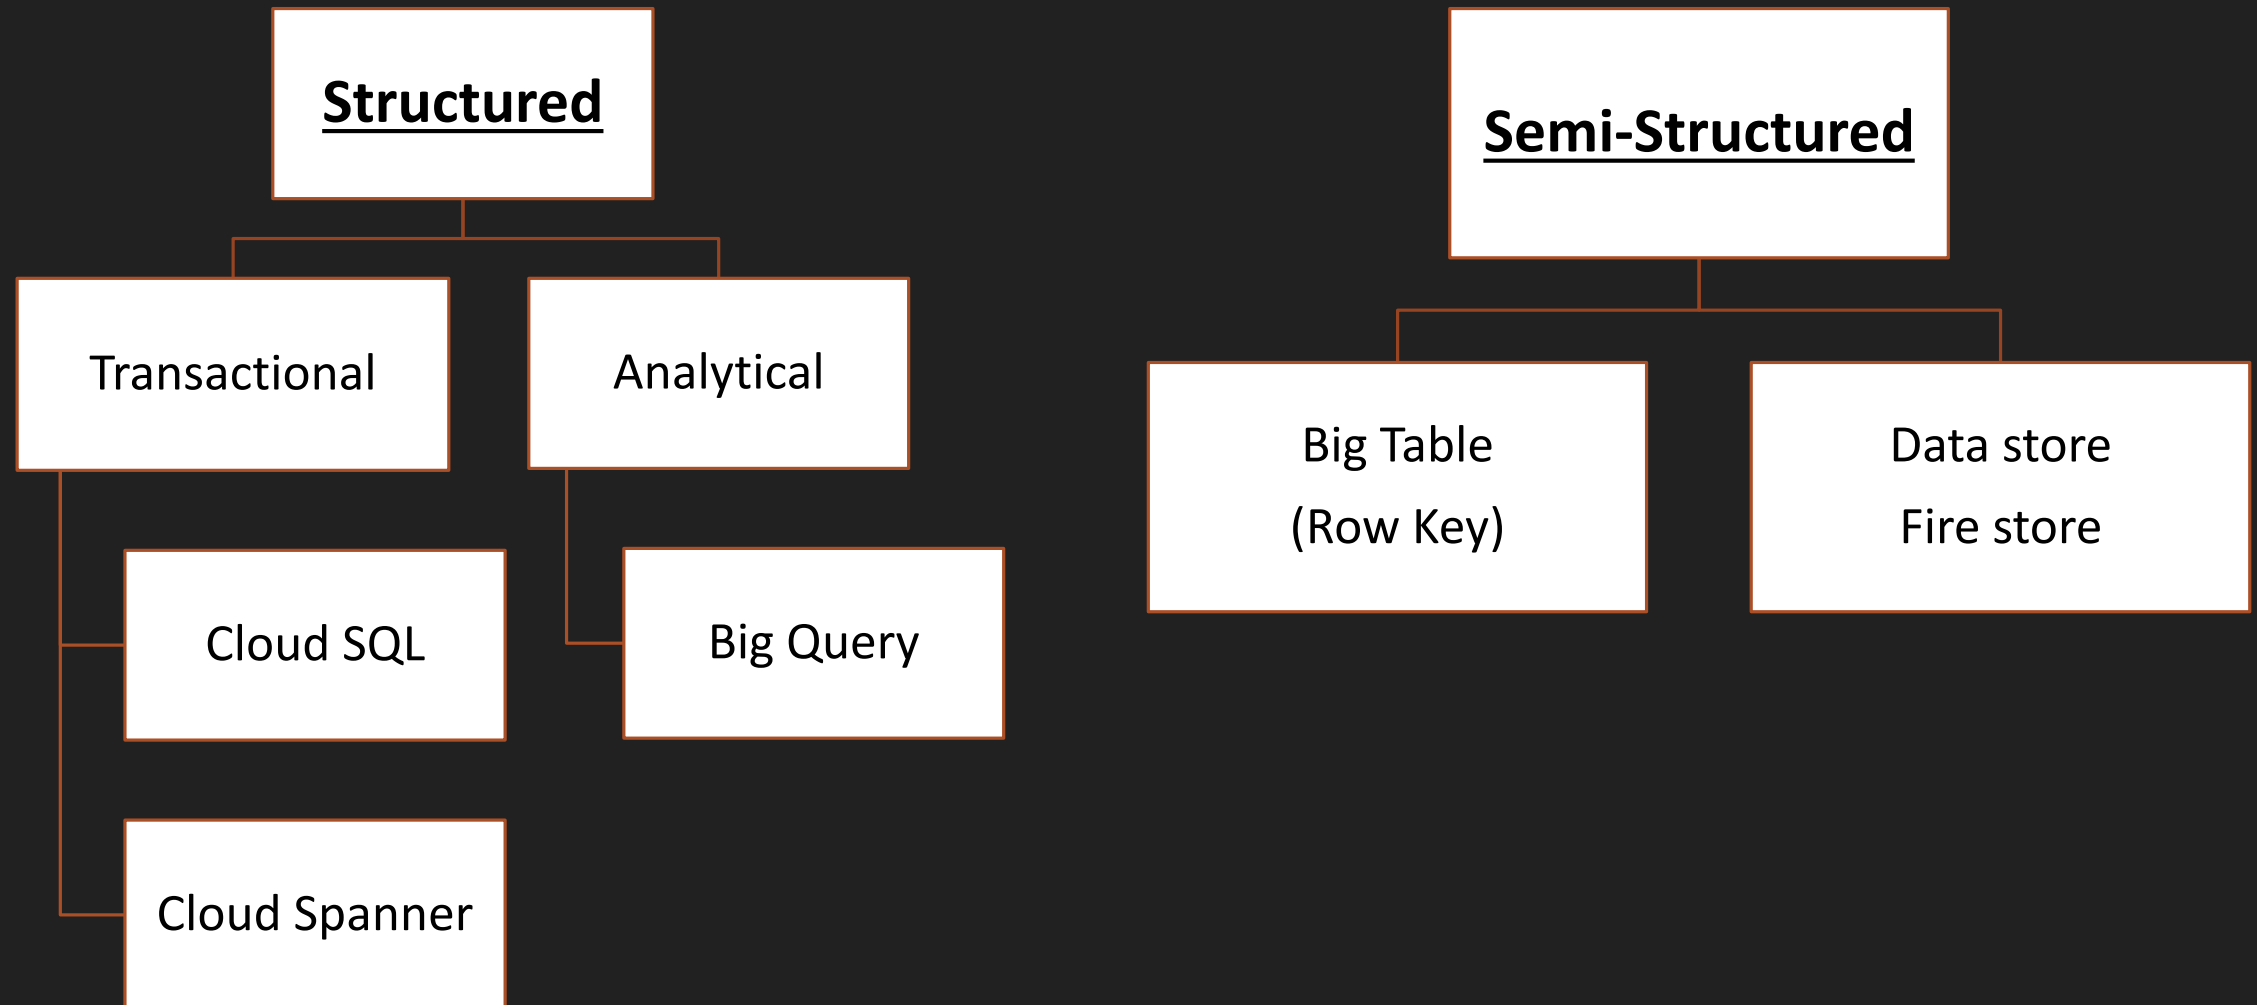 Structured
Semi-Structured
Transactional
Analytical
Big Table
(Row Key)
Data store
Fire store
Cloud SQL
Big Query
Cloud Spanner